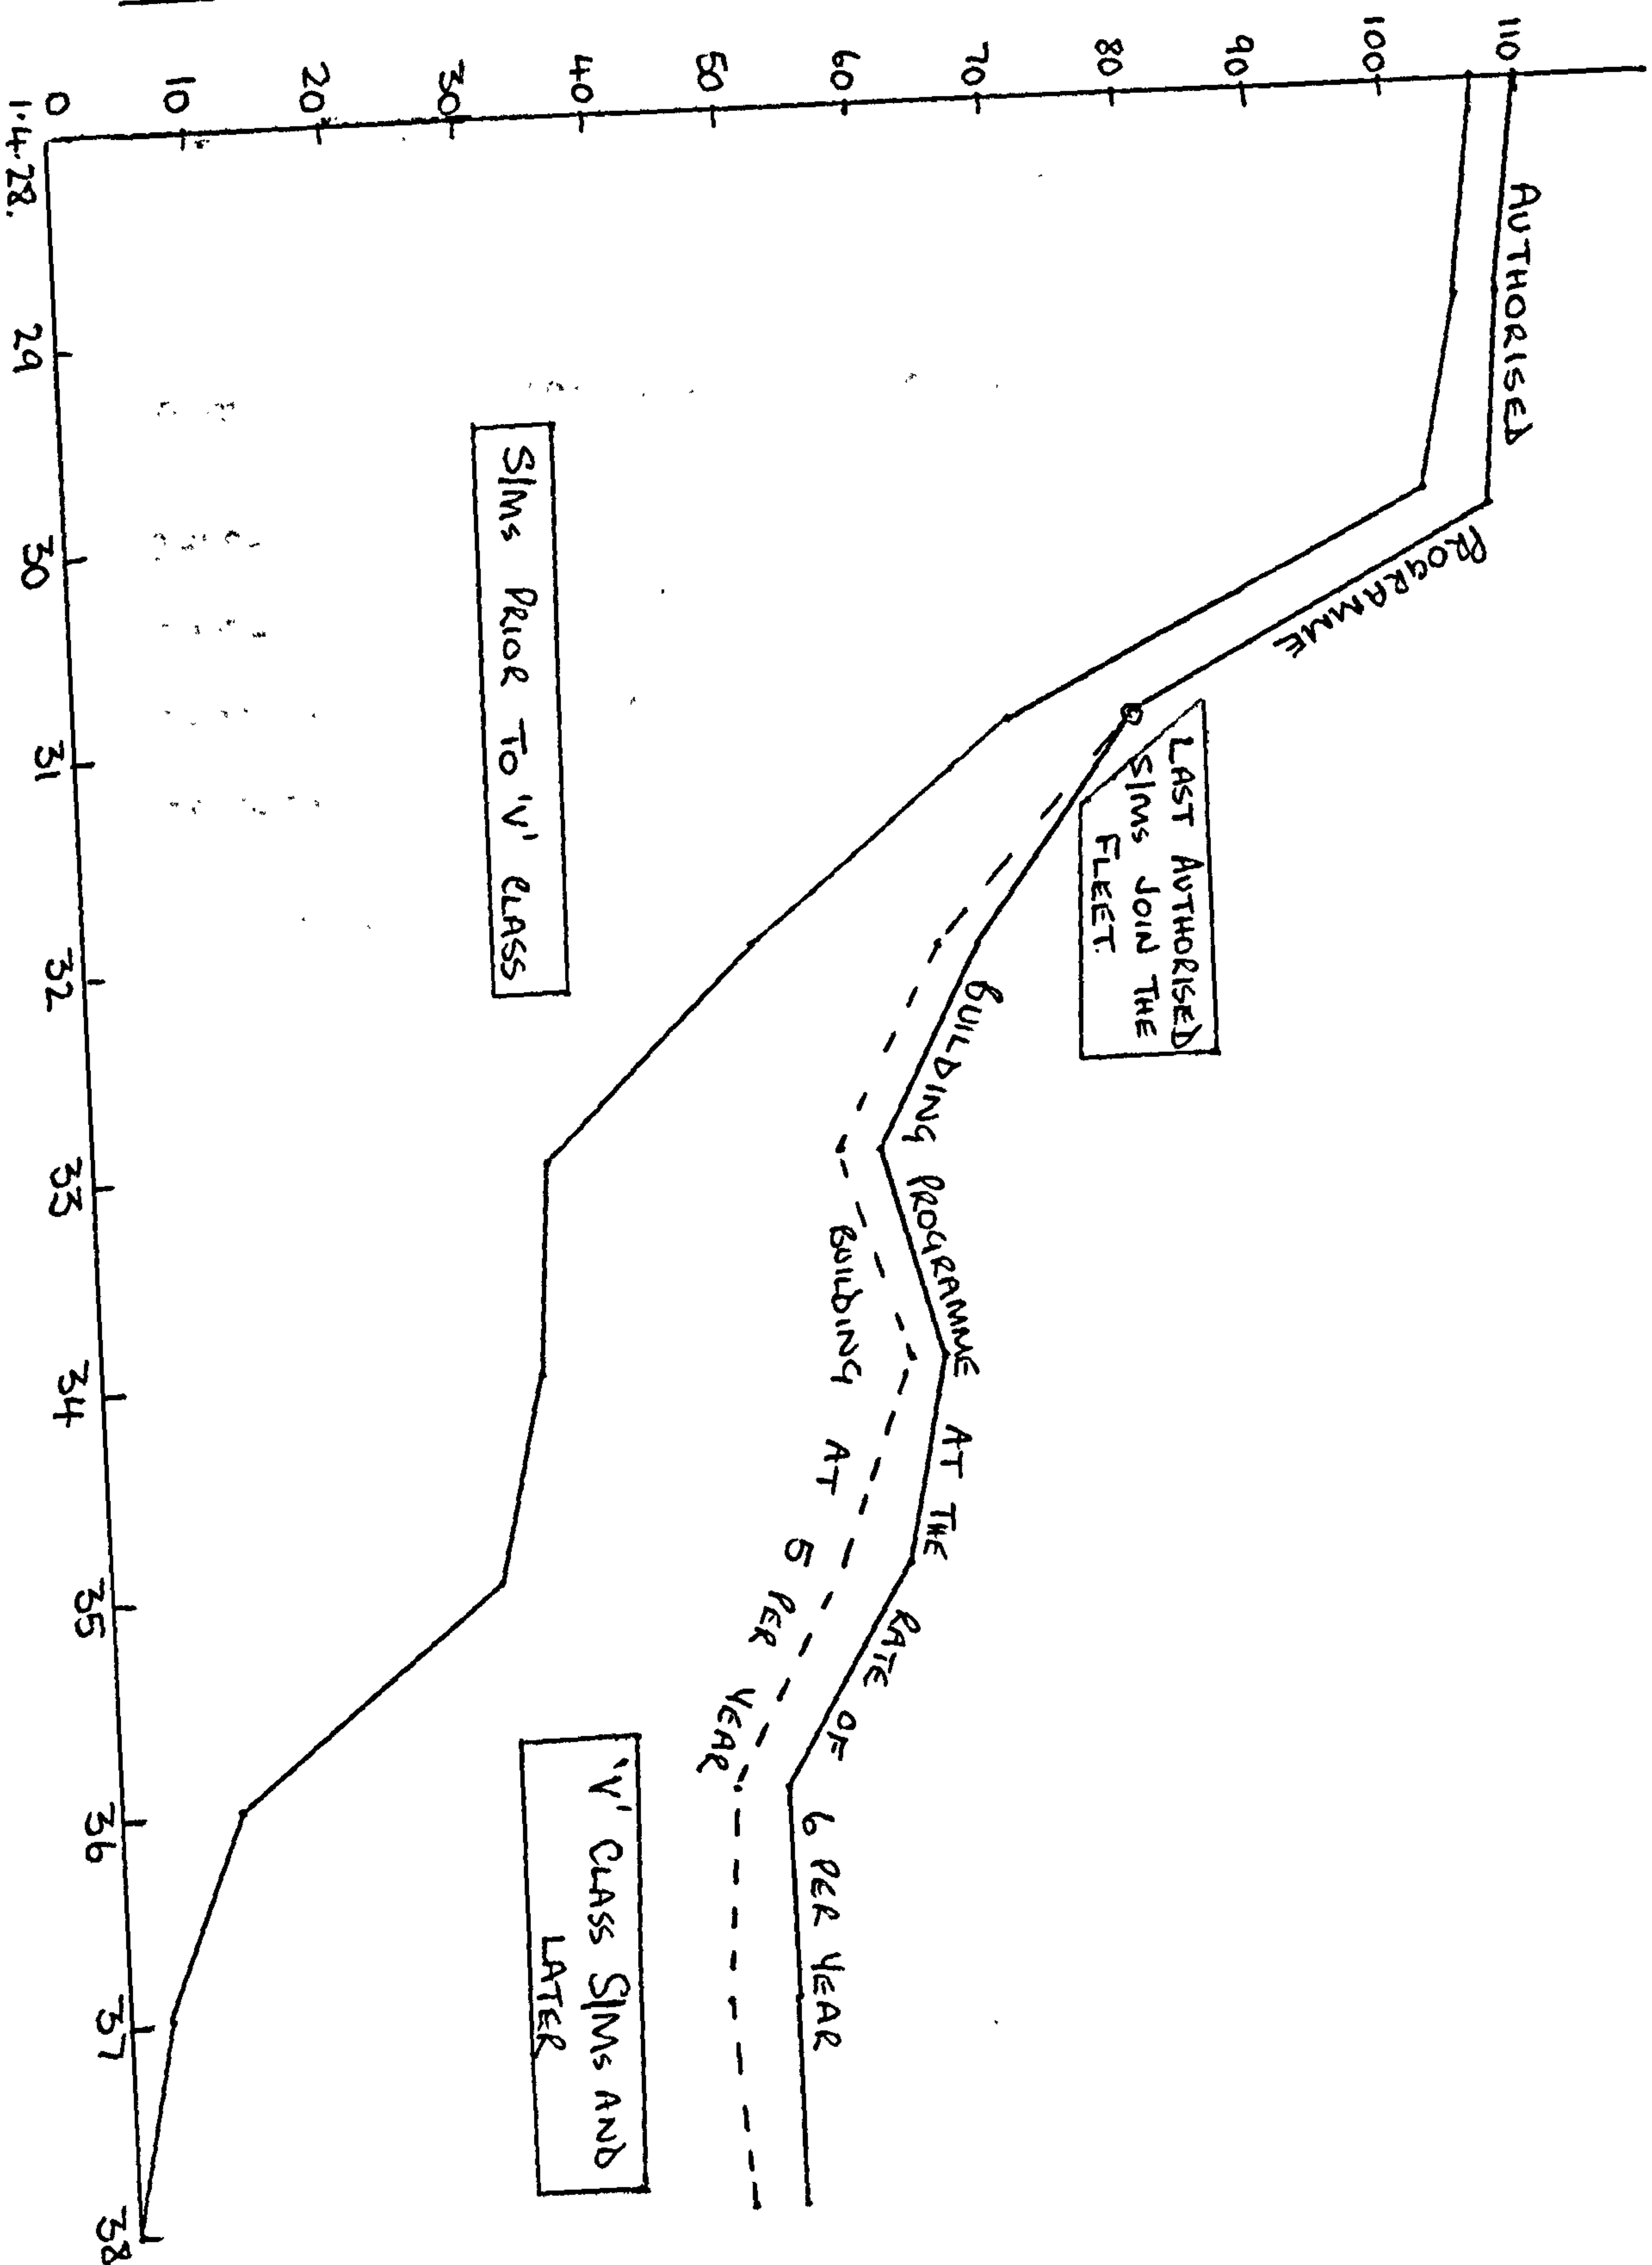 110
100
90
80
70
60
50
40
30
20
10
0
1·4·28.
29
30
31
32
33
34
35
36
37
38
AUTHORISED PROGRAMME
LAST AUTHORISED
S/Ms JOIN THE
FLEET.
BUILDING PROGRAMME AT THE RATE OF 6 PER YEAR
BUILDING AT 5 PER YEAR
S/Ms PRIOR TO 'V' CLASS
'V' CLASS S/Ms AND
LATER